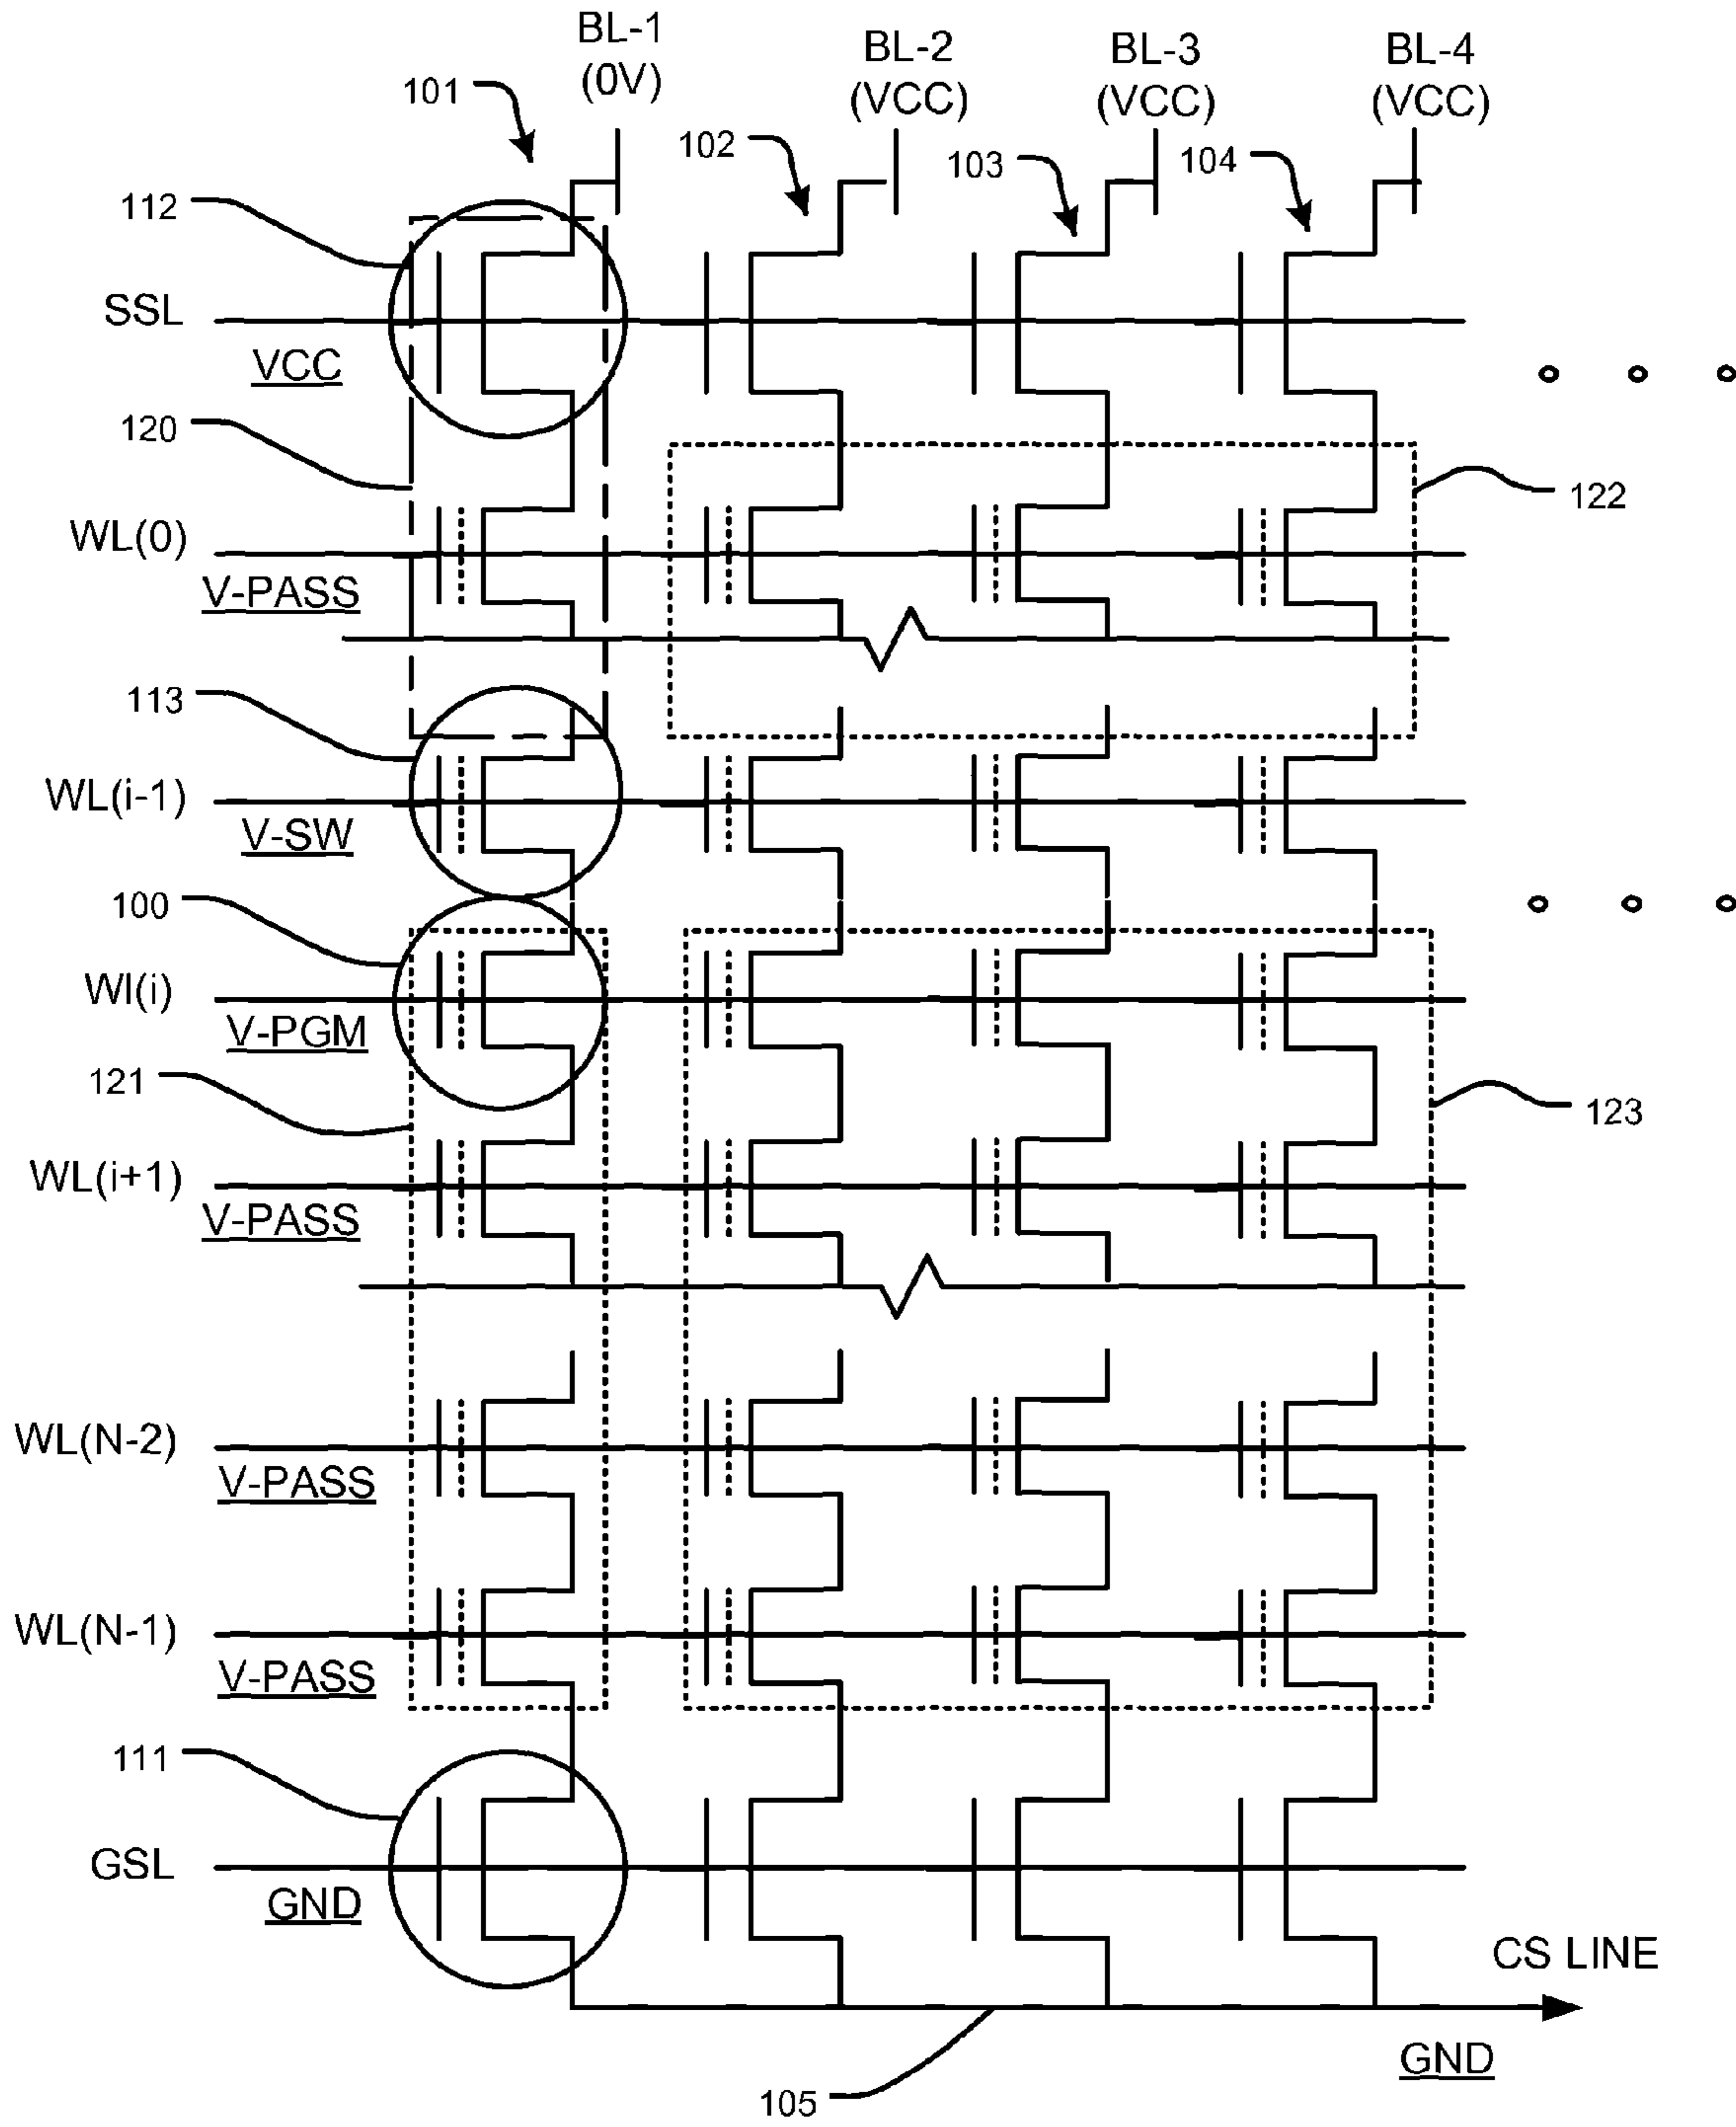 BL-1
(0V)
BL-2
(VCC)
BL-3
(VCC)
BL-4
(VCC)
101
102
103
104
112
SSL
VCC
120
122
WL(0)
V-PASS
113
WL(i-1)
V-SW
100
Wl(i)
V-PGM
121
123
WL(i+1)
V-PASS
WL(N-2)
V-PASS
WL(N-1)
V-PASS
111
GSL
GND
CS LINE
GND
105